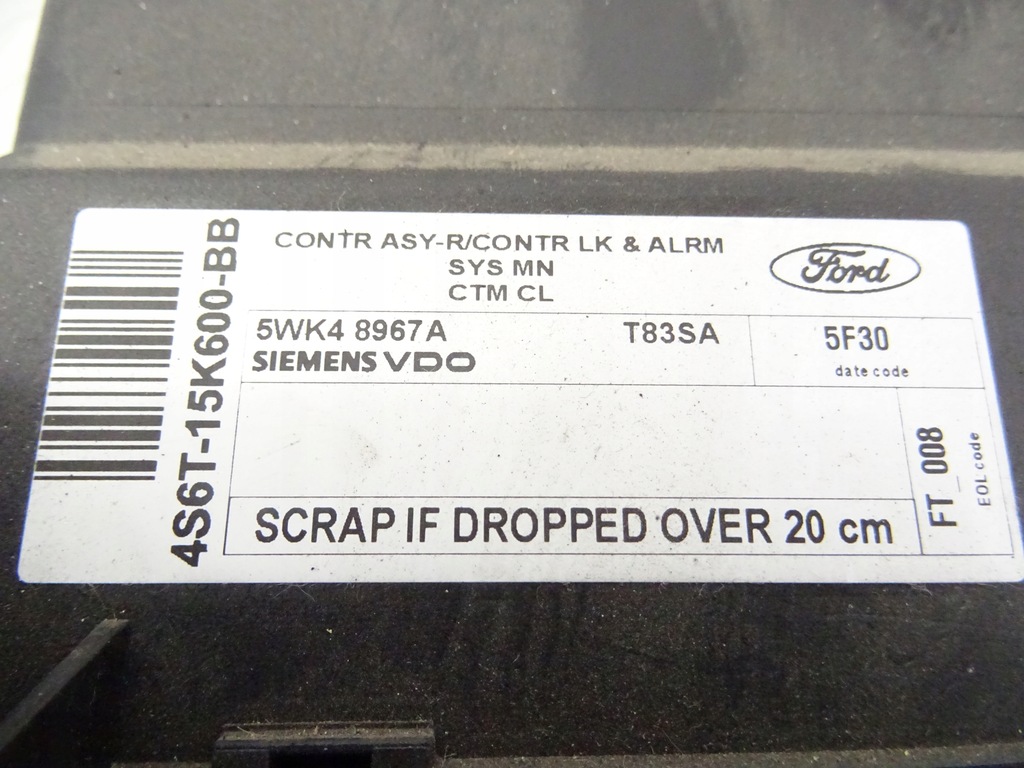 4S6T-15K600-BB
CONTR ASY-R/CONTR LK & ALRM
SYS MN
CTM CL
Ford
5WK4 8967A T83SA
SIEMENS VDO
5F30
date code
FT_008
EOL code
SCRAP IF DROPPED OVER 20 cm